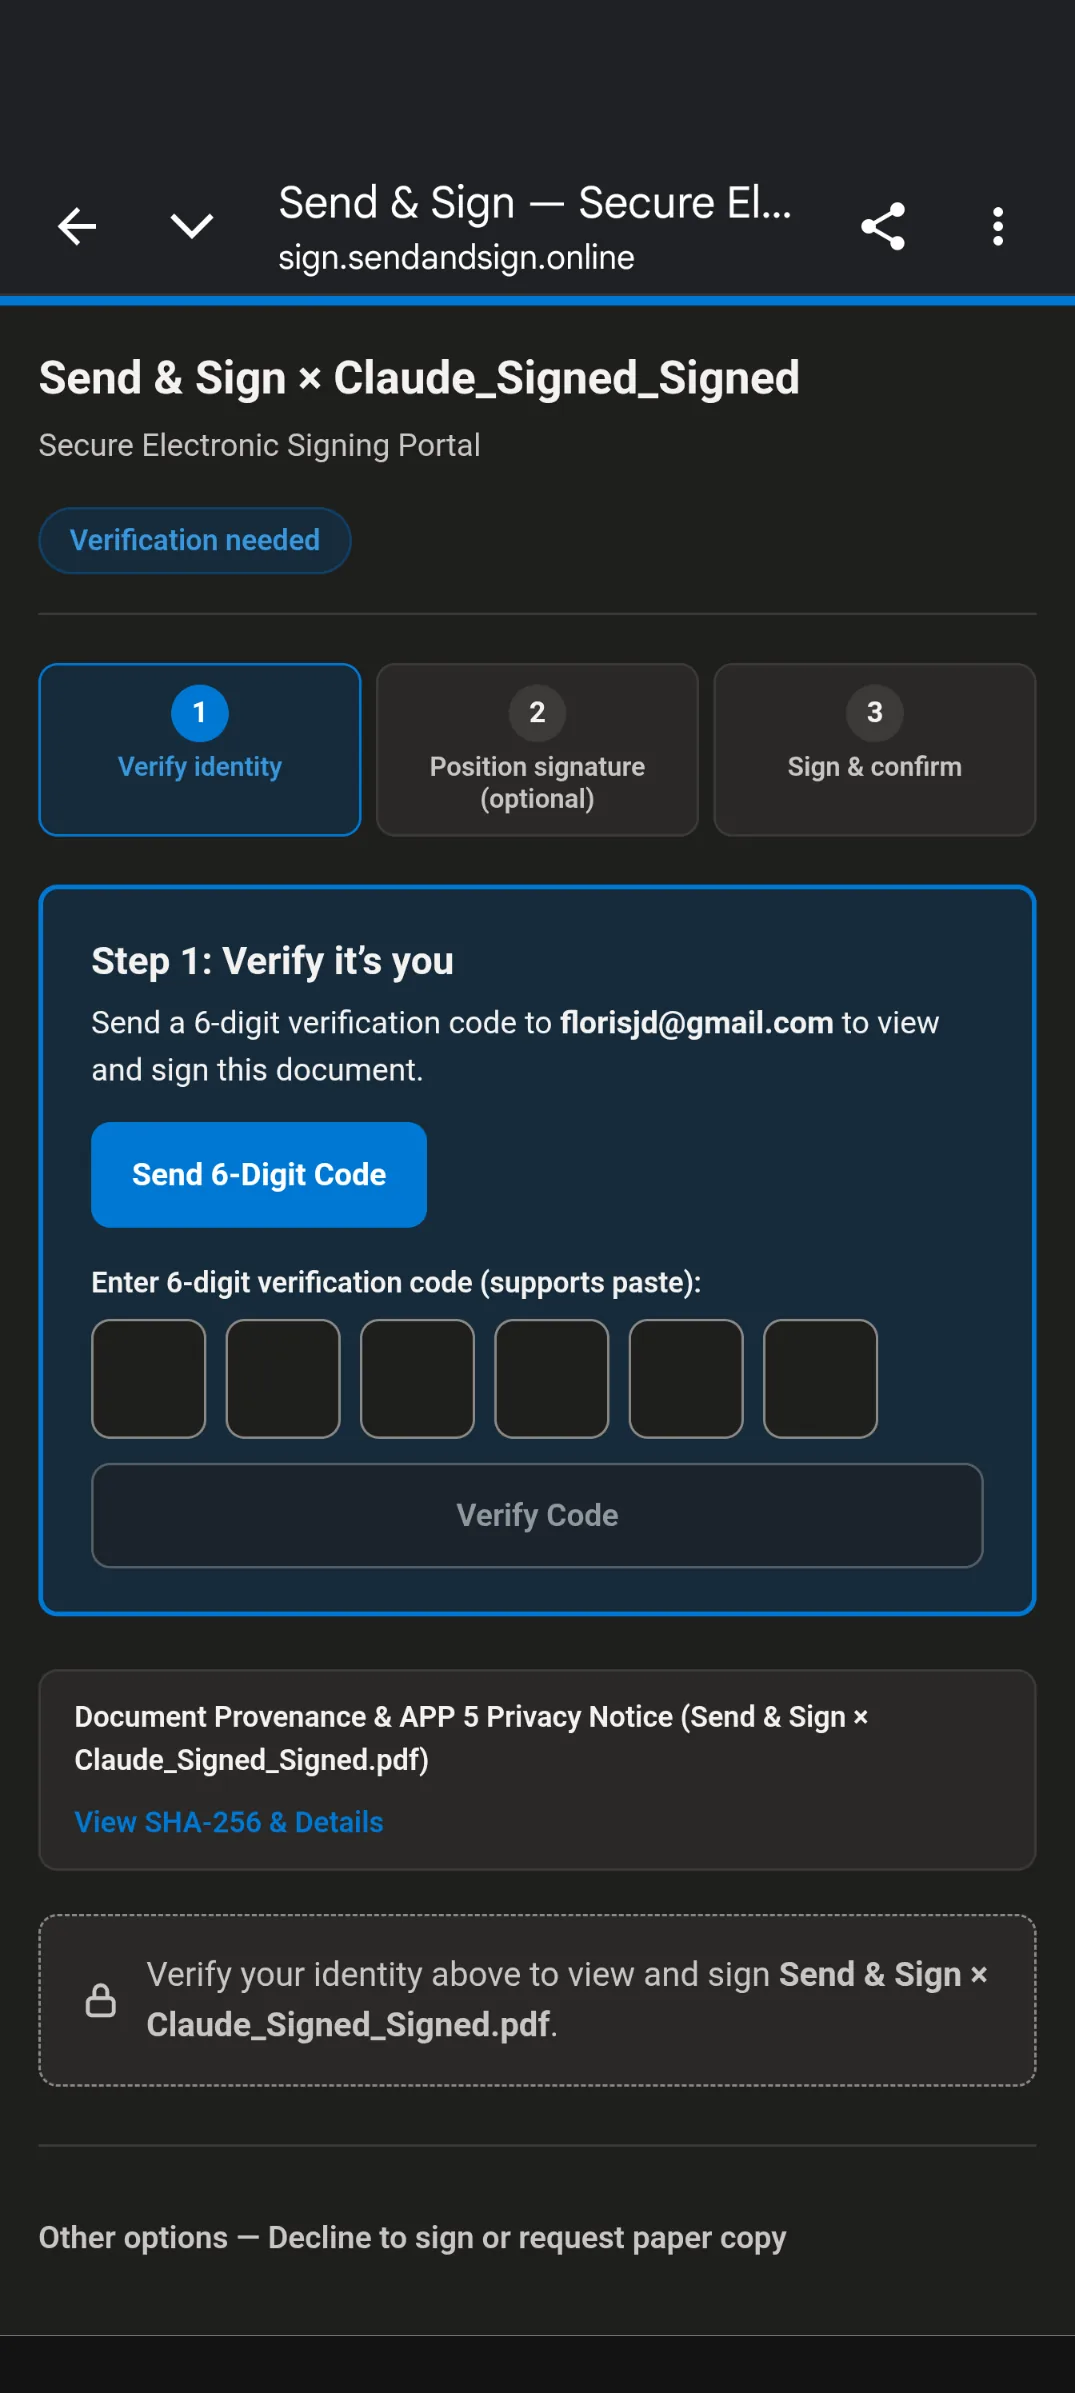 Send & Sign — Secure El...
sign.sendandsign.online
Send & Sign × Claude_Signed_Signed
Secure Electronic Signing Portal
Verification needed
1
Verify identity
2
Position signature
(optional)
3
Sign & confirm
Step 1: Verify it’s you
Send a 6-digit verification code to florisjd@gmail.com to view
and sign this document.
Send 6-Digit Code
Enter 6-digit verification code (supports paste):
Verify Code
Document Provenance & APP 5 Privacy Notice (Send & Sign ×
Claude_Signed_Signed.pdf)
View SHA-256 & Details
Verify your identity above to view and sign Send & Sign ×
Claude_Signed_Signed.pdf.
Other options — Decline to sign or request paper copy